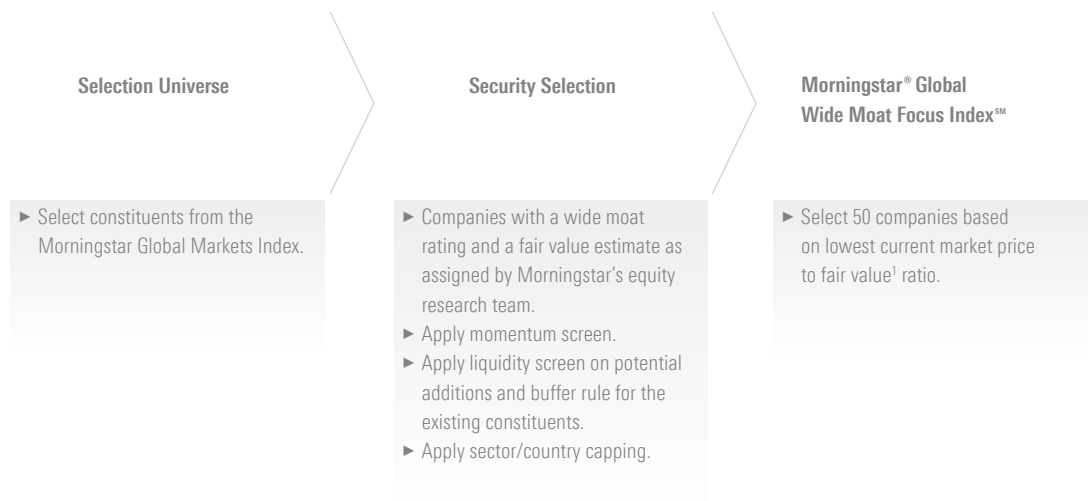 Selection Universe
Security Selection
Morningstar® Global
Wide Moat Focus Index℠
► Select constituents from the
Morningstar Global Markets Index.
► Companies with a wide moat
rating and a fair value estimate as
assigned by Morningstar's equity
research team.
► Apply momentum screen.
► Apply liquidity screen on potential
additions and buffer rule for the
existing constituents.
► Apply sector/country capping.
► Select 50 companies based
on lowest current market price
to fair value¹ ratio.